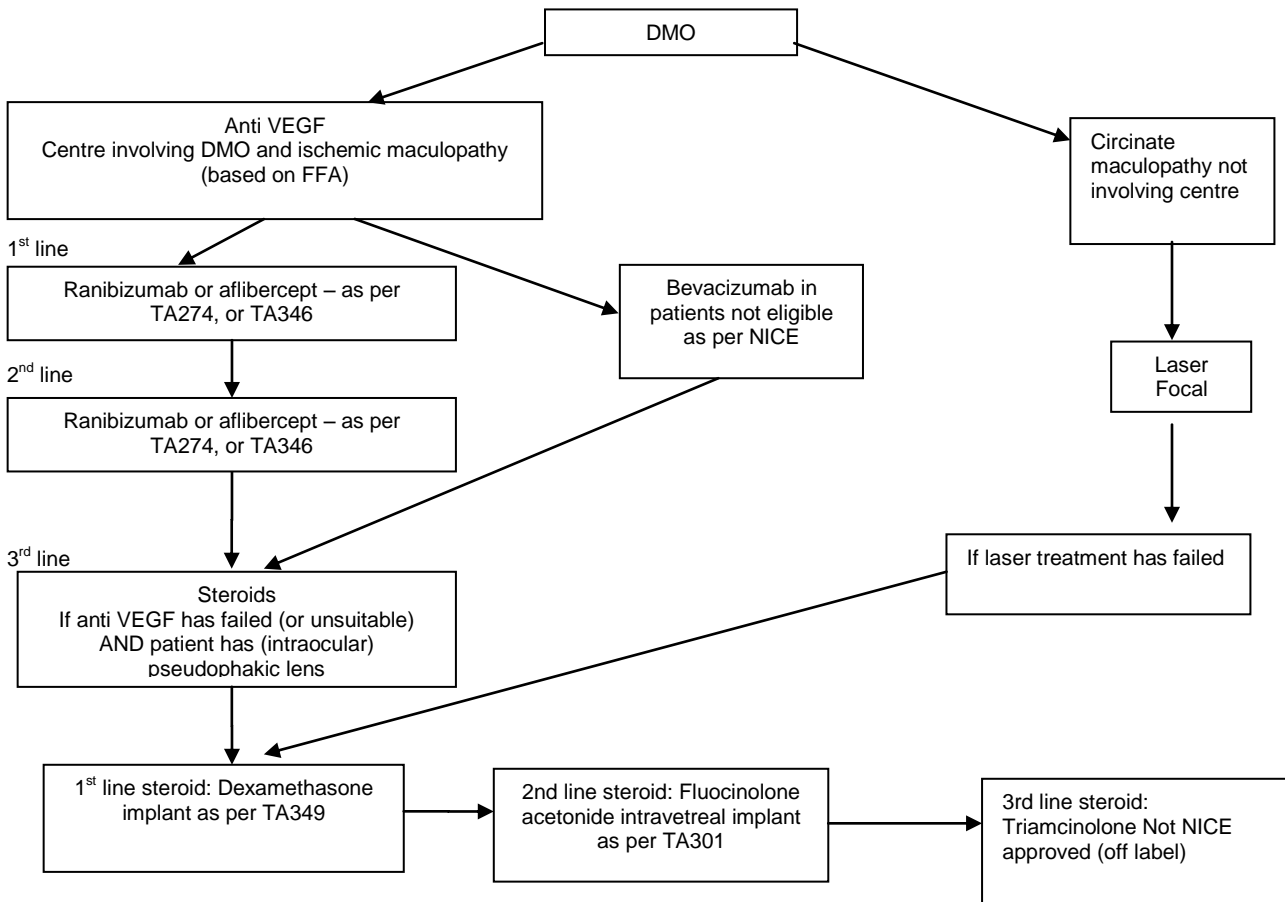 DMO
Anti VEGF
Centre involving DMO and ischemic maculopathy
(based on FFA)
Circinate
maculopathy not
involving centre
1st line
Ranibizumab or aflibercept – as per
TA274, or TA346
Bevacizumab in
patients not eligible
as per NICE
Laser
Focal
2nd line
Ranibizumab or aflibercept – as per
TA274, or TA346
3rd line
Steroids
If anti VEGF has failed (or unsuitable)
AND patient has (intraocular)
pseudophakic lens
If laser treatment has failed
1st line steroid: Dexamethasone
implant as per TA349
2nd line steroid: Fluocinolone
acetonide intravetreal implant
as per TA301
3rd line steroid:
Triamcinolone Not NICE
approved (off label)